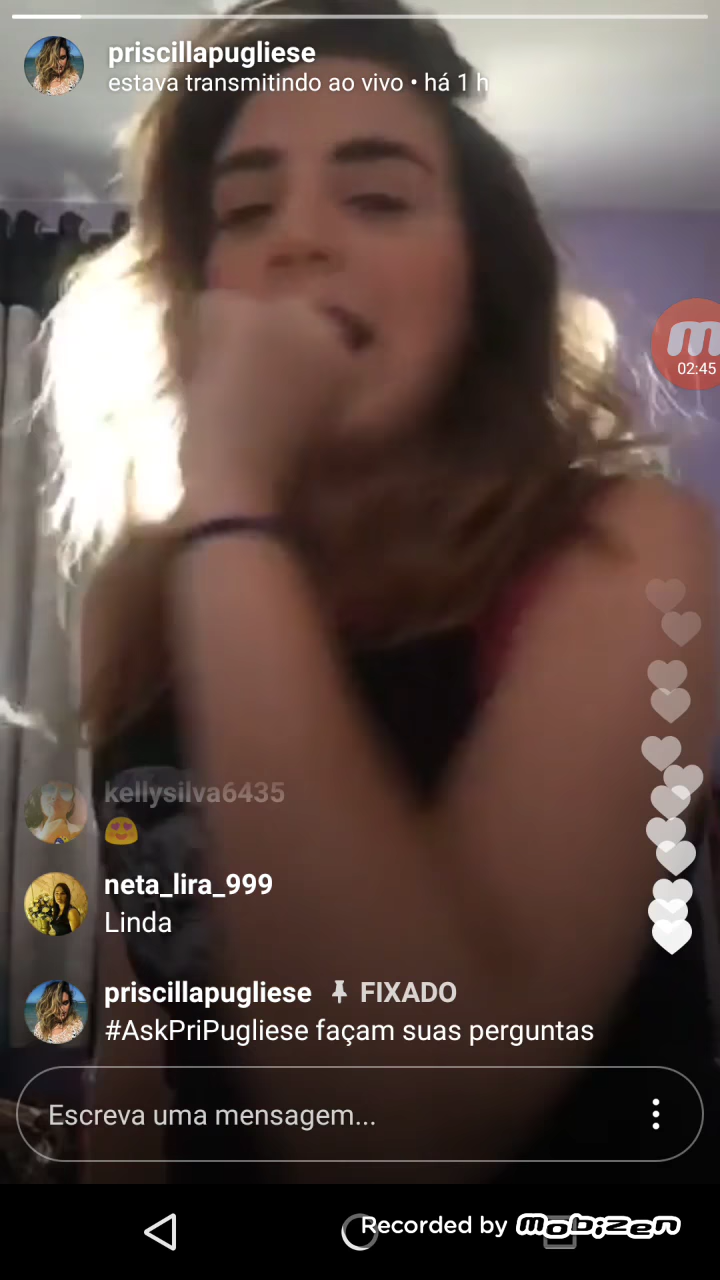 priscillapugliese
estava transmitindo ao vivo • há 1 h
m
02:45
kellysilva6435
neta_lira_999
Linda
priscillapugliese FIXADO
#AskPriPugliese façam suas perguntas
Escreva uma mensagem...
Recorded by mobizen